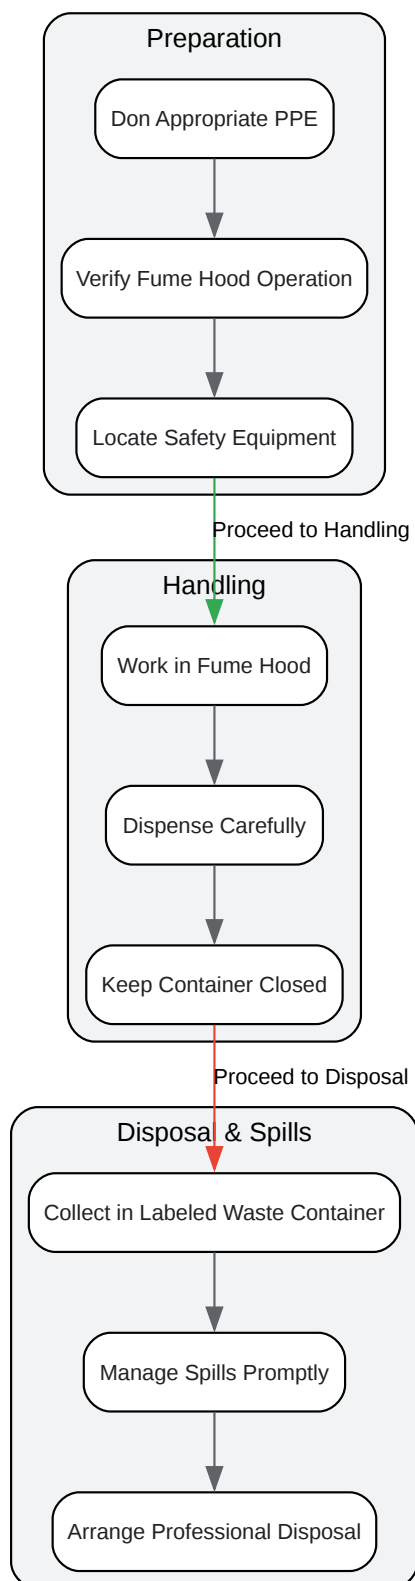 Preparation
Don Appropriate PPE
Verify Fume Hood Operation
Locate Safety Equipment
Proceed to Handling
Handling
Work in Fume Hood
Dispense Carefully
Keep Container Closed
Proceed to Disposal
Disposal & Spills
Collect in Labeled Waste Container
Manage Spills Promptly
Arrange Professional Disposal